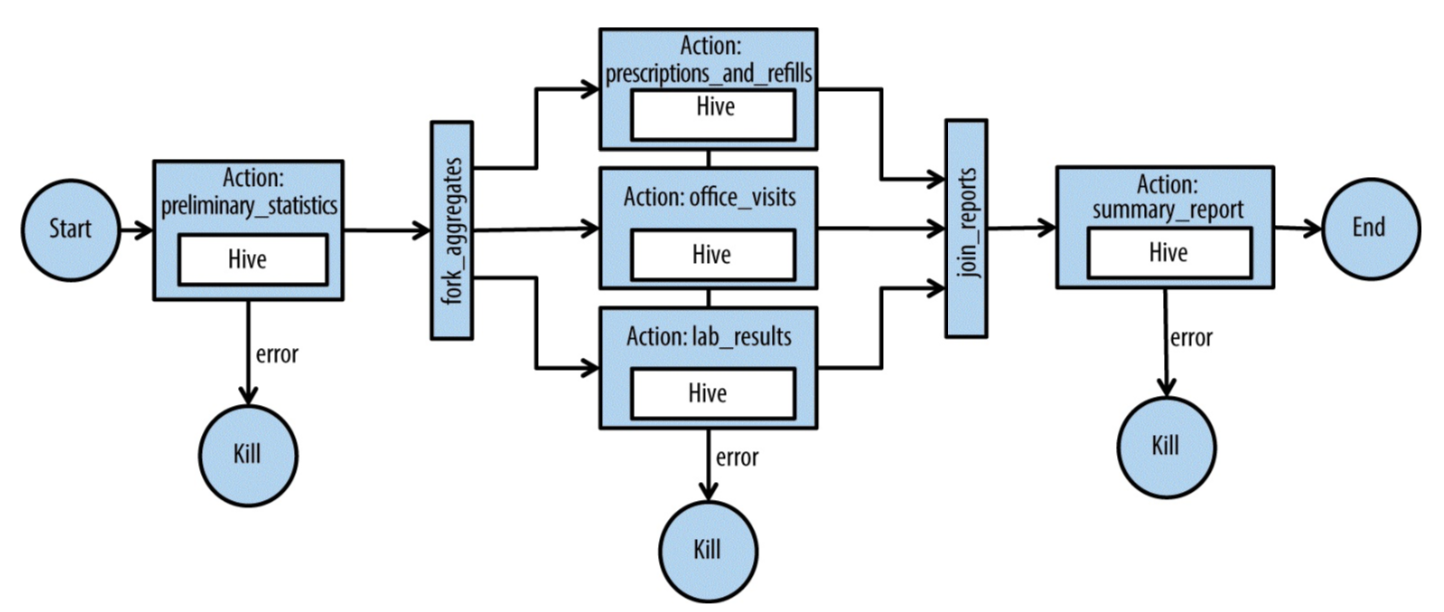 Start
Action:
preliminary_statistics
Hive
error
Kill
fork_aggregates
Action:
prescriptions_and_refills
Hive
Action: office_visits
Hive
Action: lab_results
Hive
error
Kill
join_reports
Action:
summary_report
Hive
error
Kill
End